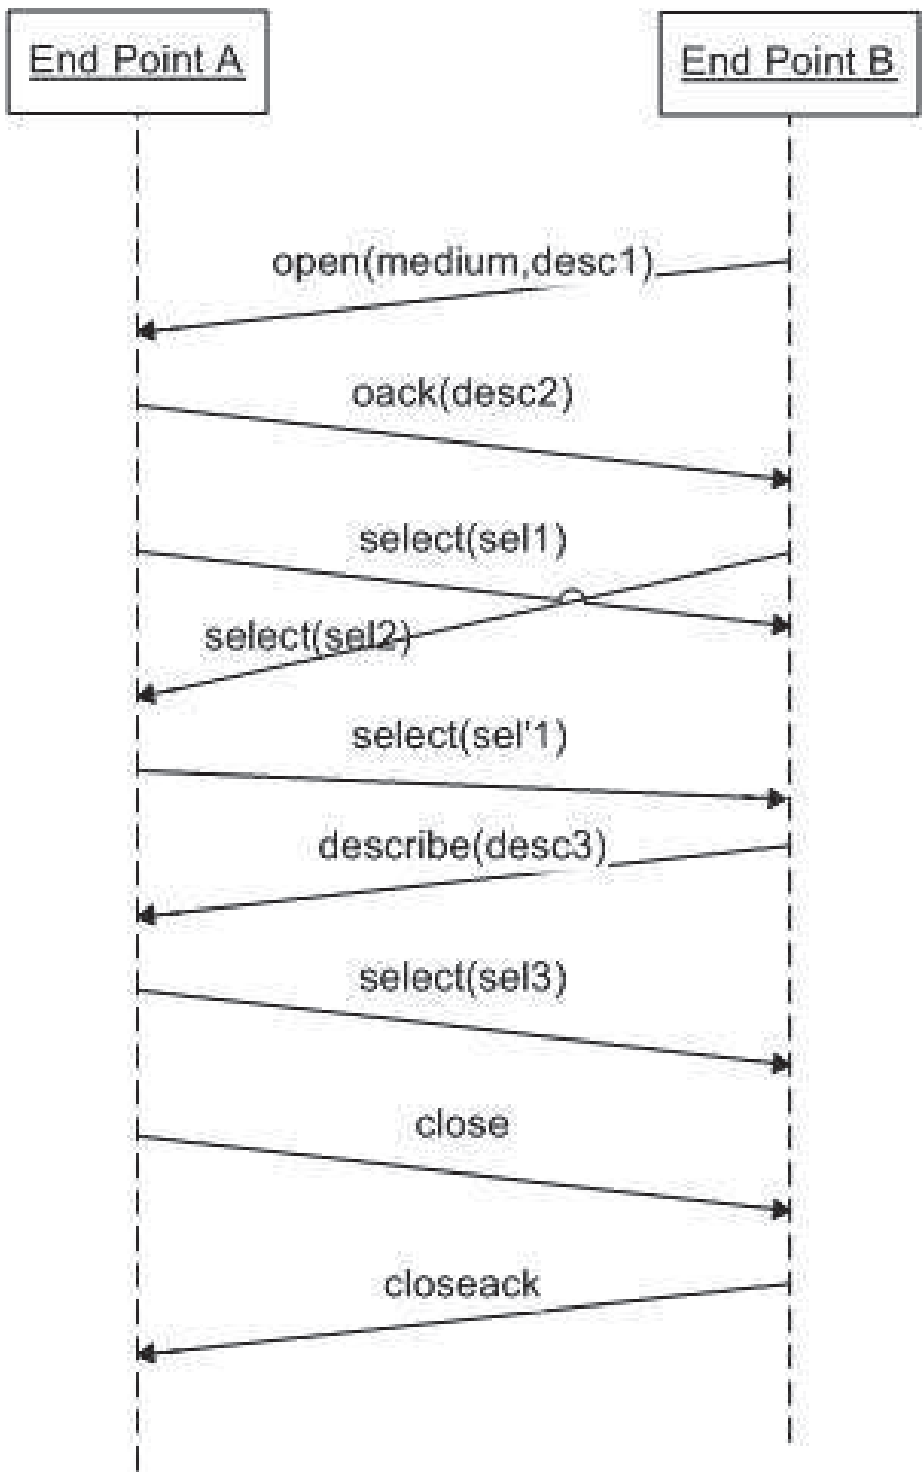 End Point A
End Point B
open(medium,desc1)
oack(desc2)
select(sel1)
select(sel2)
select(sel'1)
describe(desc3)
select(sel3)
close
closeack